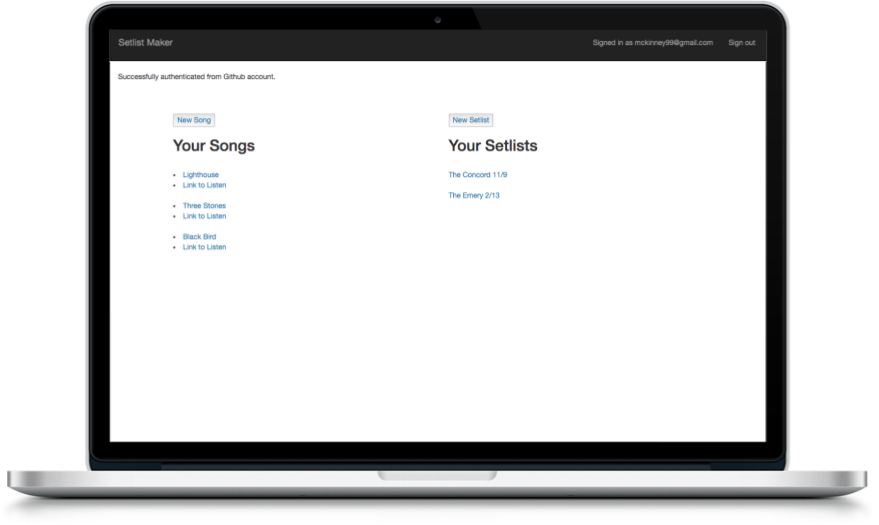 Setlist Maker
Signed in as mckinney99@gmail.com
Sign out
Successfully authenticated from Github account.
New Song
Your Songs
Lighthouse
Link to Listen
Three Stones
Link to Listen
Black Bird
Link to Listen
New Setlist
Your Setlists
The Concord 11/9
The Emery 2/13